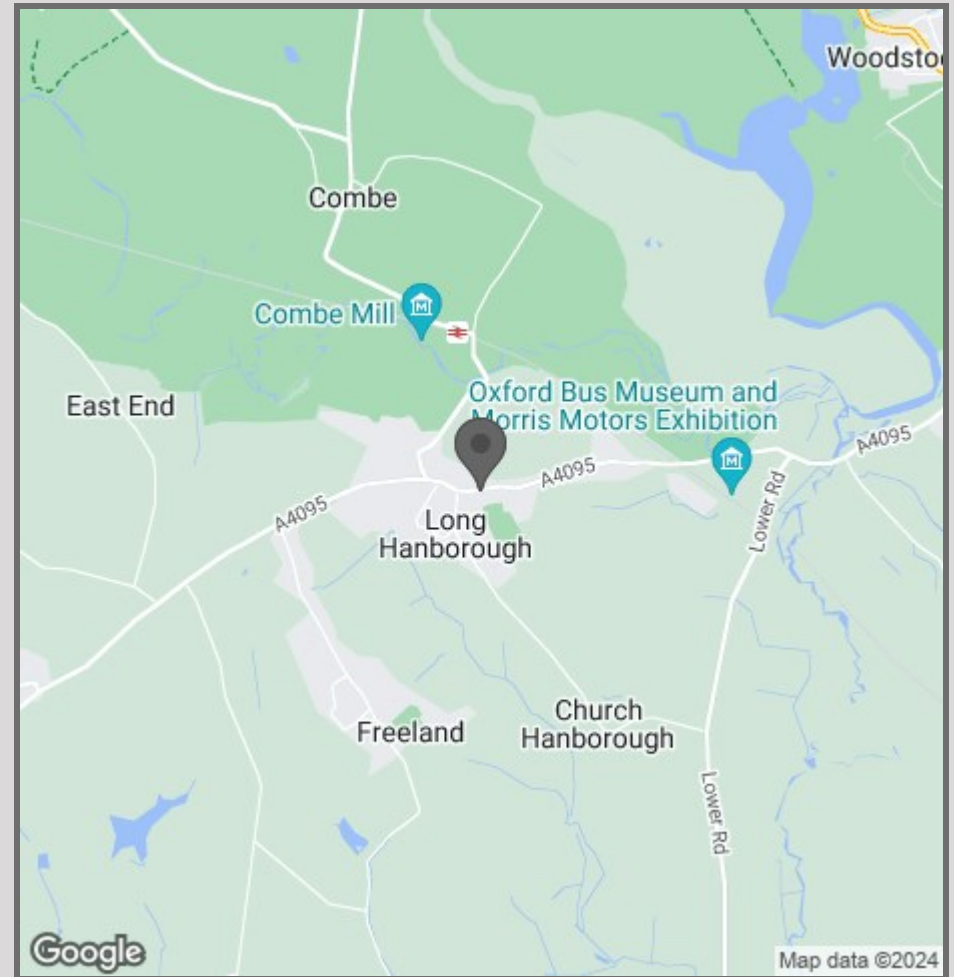 Woodsto
Combe
Combe Mill
M
East End
Oxford Bus Museum and
Morris Motors Exhibition
M
A4095
A4095
A4095
Lower Rd
Long
Hanborough
Church
Hanborough
Freeland
Lower Rd
Google
Map data ©2024